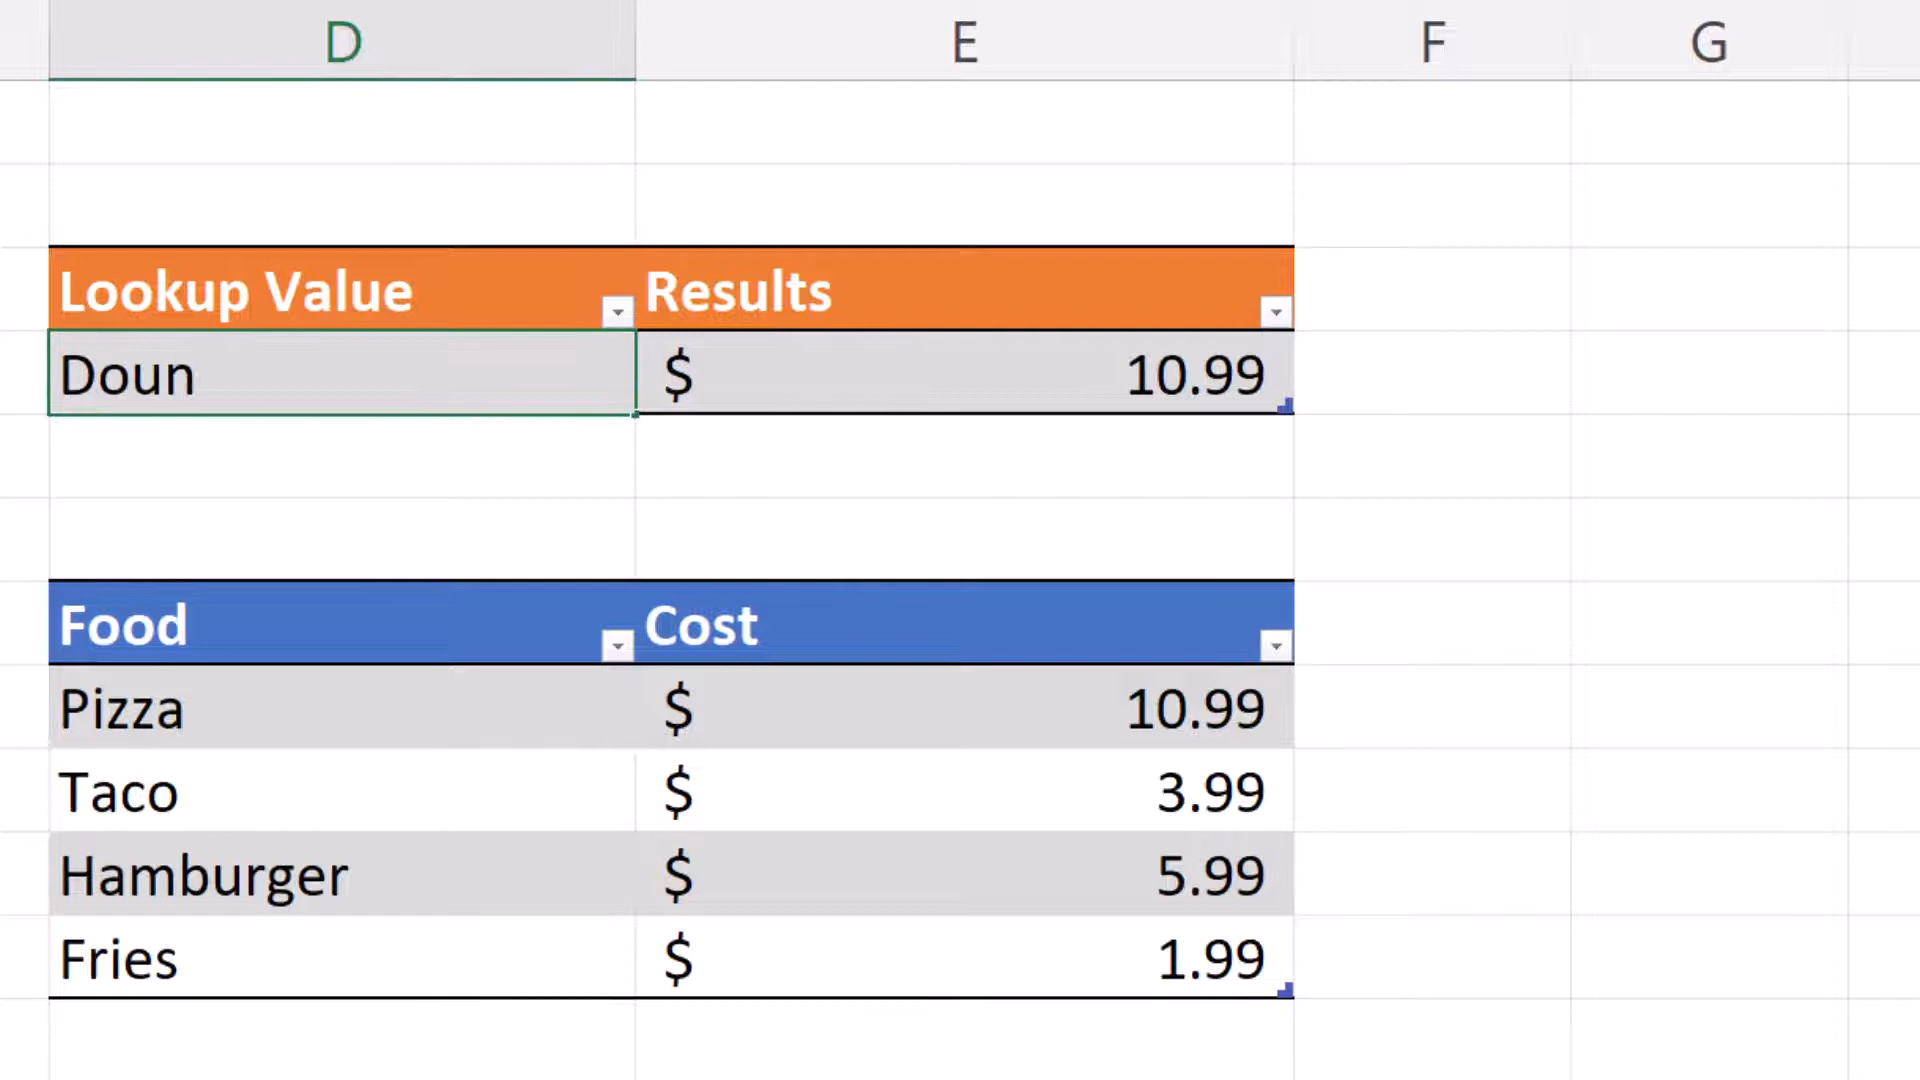 D E F G
Lookup Value Results
Doun $ 10.99
Food Cost
Pizza $ 10.99
Taco $ 3.99
Hamburger $ 5.99
Fries $ 1.99